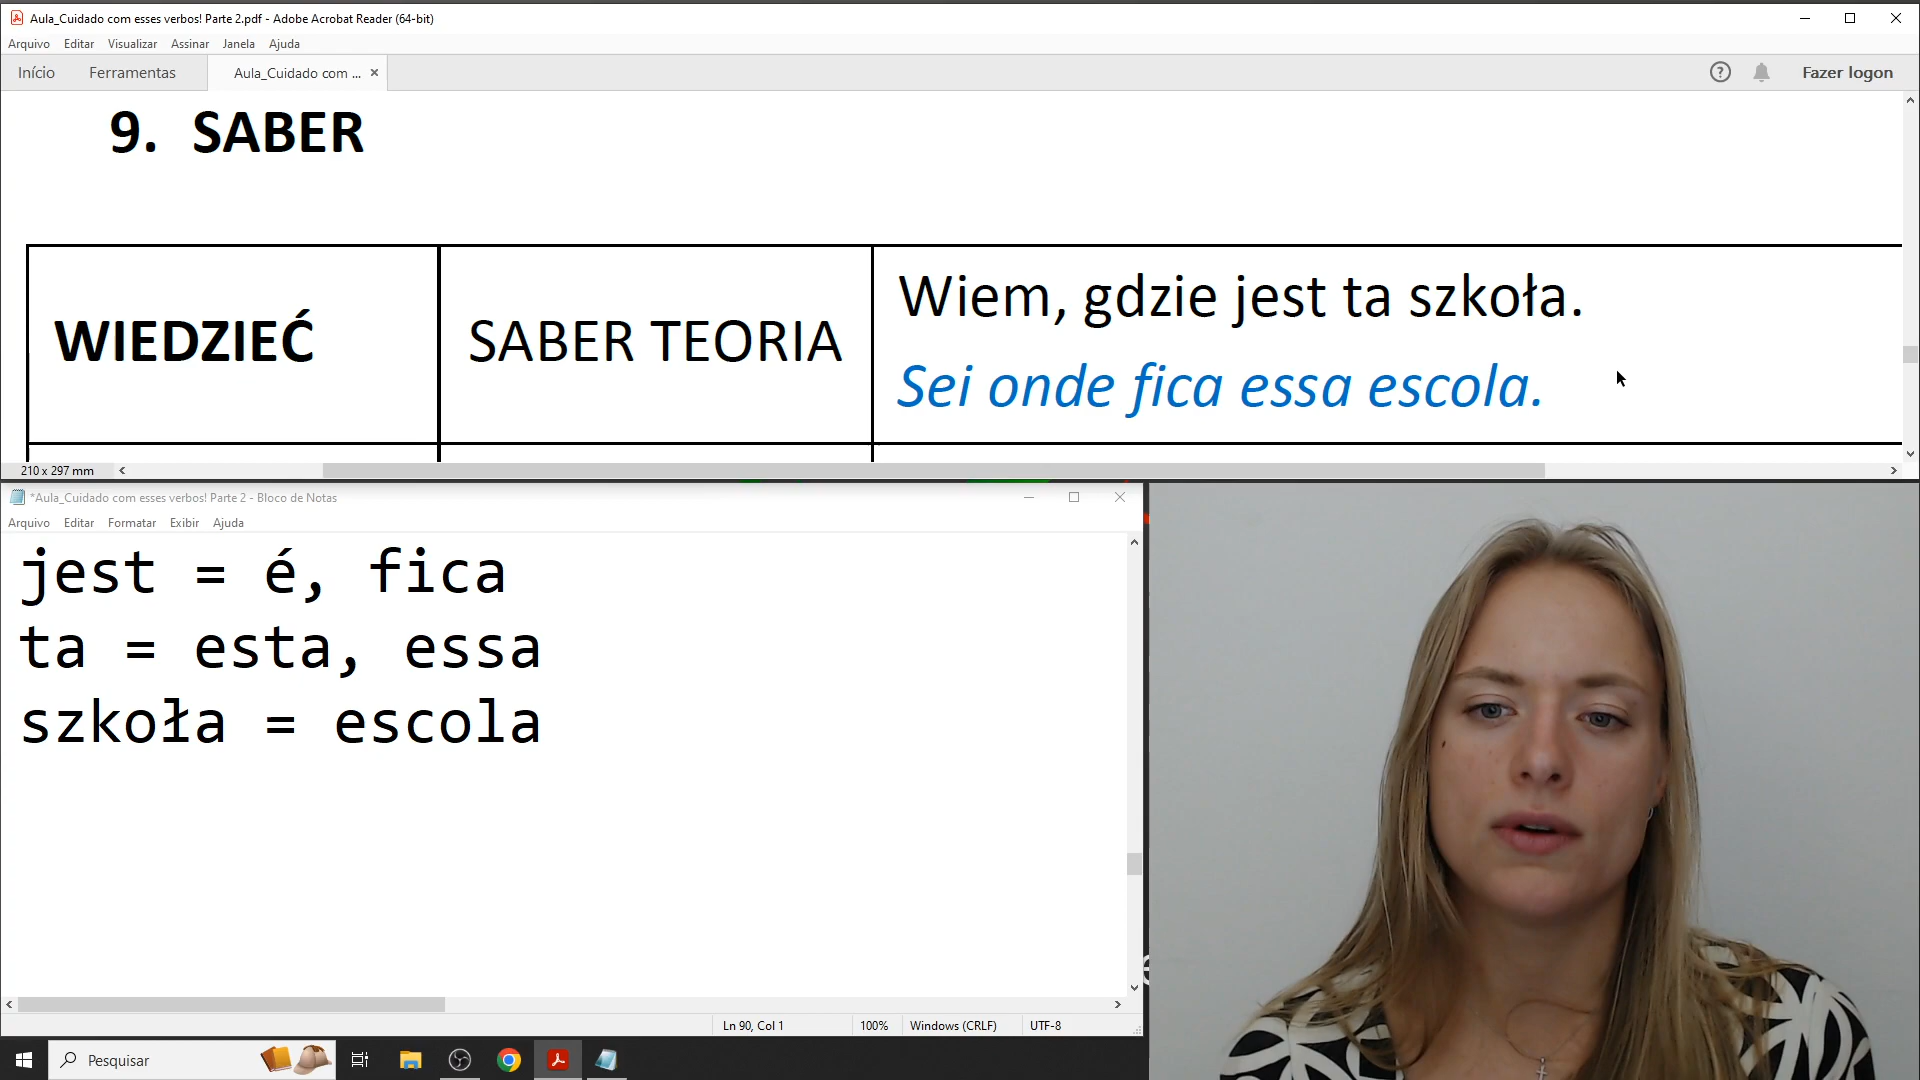 Aula_Cuidado com esses verbos! Parte 2.pdf - Adobe Acrobat Reader (64-bit)
Arquivo Editar Visualizar Assinar Janela Ajuda
Início Ferramentas Aula_Cuidado com ... × Fazer logon
9. SABER
WIEDZIEĆ
SABER TEORIA
Wiem, gdzie jest ta szkoła.
Sei onde fica essa escola.
210 x 297 mm
*Aula_Cuidado com esses verbos! Parte 2 - Bloco de Notas
Arquivo Editar Formatar Exibir Ajuda
jest = é, fica
ta = esta, essa
szkoła = escola
Ln 90, Col 1 100% Windows (CRLF) UTF-8
Pesquisar